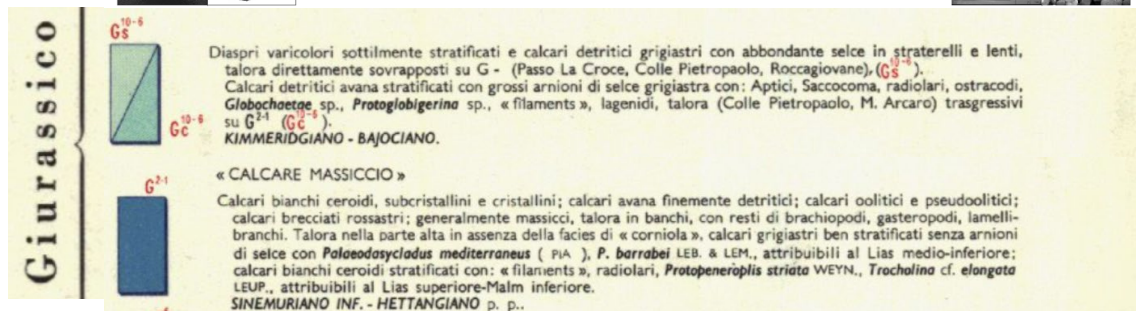 Giurassico
Gs10-6
Diaspri varicolori sottilmente stratificati e calcari detritici grigiastri con abbondante selce in straterelli e lenti,
talora direttamente sovrapposti su G - (Passo La Croce, Colle Pietropaolo, Roccagiovane), (Gs10-6).
Calcari detritici avana stratificati con grossi arnioni di selce grigiastra con: Aptici, Saccocoma, radiolari, ostracodi,
Globochaetae sp., Protoglobigerina sp., « filaments », lagenidi, talora (Colle Pietropaolo, M. Arcaro) trasgressivi
su G2-1 (Gc10-6).
Gc10-6
KIMMERIDGIANO - BAJOCIANO.
« CALCARE MASSICCIO »
G2-1
Calcari bianchi ceroidi, subcristallini e cristallini; calcari avana finemente detritici; calcari oolitici e pseudoolitici;
calcari brecciati rossastri; generalmente massicci, talora in banchi, con resti di brachiopodi, gasteropodi, lamelli-
branchi. Talora nella parte alta in assenza della facies di « corniola », calcari grigiastri ben stratificati senza arnioni
di selce con Palaeodasycladus mediterraneus ( PIA ), P. barrabei LEB. & LEM., attribuibili al Lias medio-inferiore;
calcari bianchi ceroidi stratificati con: « filaments », radiolari, Protopeneroplis striata WEYN., Trocholina cf. elongata
LEUP., attribuibili al Lias superiore-Malm inferiore.
SINEMURIANO INF. - HETTANGIANO p. p..